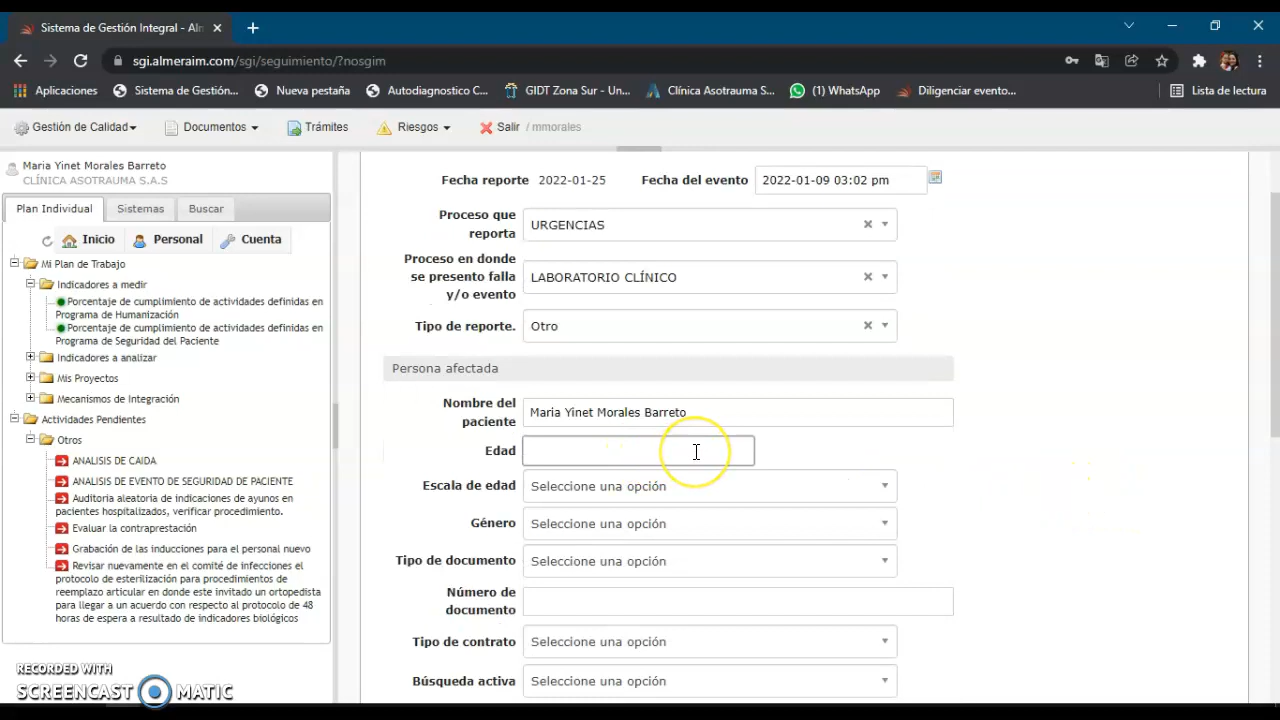 Sistema de Gestión Integral - Alm
sgi.almeraim.com/sgi/seguimiento/?nosgim
Aplicaciones
Sistema de Gestión...
Nueva pestaña
Autodiagnostico C...
GIDT Zona Sur - Un...
Clínica Asotrauma S...
(1) WhatsApp
Diligenciar evento...
Lista de lectura
Gestión de Calidad
Documentos
Trámites
Riesgos
Salir / mmorales
Maria Yinet Morales Barreto
CLÍNICA ASOTRAUMA S.A.S
Plan Individual
Sistemas
Buscar
Inicio
Personal
Cuenta
Mi Plan de Trabajo
Indicadores a medir
Porcentaje de cumplimiento de actividades definidas en
Programa de Humanización
Porcentaje de cumplimiento de actividades definidas en
Programa de Seguridad del Paciente
Indicadores a analizar
Mis Proyectos
Mecanismos de Integración
Actividades Pendientes
Otros
ANALISIS DE CAIDA
ANALISIS DE EVENTO DE SEGURIDAD DE PACIENTE
Auditoria aleatoria de indicaciones de ayunos en
pacientes hospitalizados, verificar procedimiento.
Evaluar la contraprestación
Grabación de las inducciones para el personal nuevo
Revisar nuevamente en el comité de infecciones el
protocolo de esterilización para procedimientos de
reemplazo articular en donde este invitado un ortopedista
para llegar a un acuerdo con respecto al protocolo de 48
horas de espera a resultado de indicadores biológicos
Fecha reporte 2022-01-25 Fecha del evento 2022-01-09 03:02 pm
Proceso que
reporta
URGENCIAS
Proceso en donde
se presento falla
y/o evento
LABORATORIO CLÍNICO
Tipo de reporte. Otro
Persona afectada
Nombre del
paciente
Maria Yinet Morales Barreto
Edad
Escala de edad Seleccione una opción
Género Seleccione una opción
Tipo de documento Seleccione una opción
Número de
documento
Tipo de contrato Seleccione una opción
Búsqueda activa Seleccione una opción
RECORDED WITH
SCREENCAST MATIC